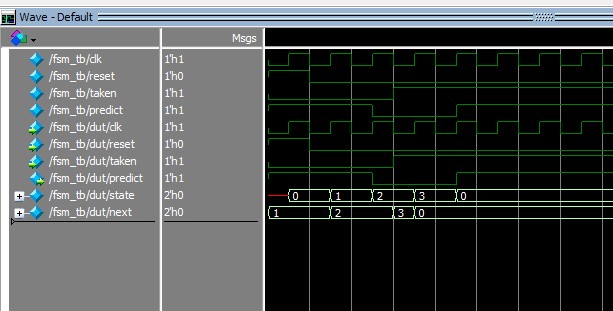 Wave - Default
Msgs
/fsm_tb/clk 1'h1
/fsm_tb/reset 1'h0
/fsm_tb/taken 1'h1
/fsm_tb/predict 1'h1
/fsm_tb/dut/clk 1'h1
/fsm_tb/dut/reset 1'h0
/fsm_tb/dut/taken 1'h1
/fsm_tb/dut/predict 1'h1
/fsm_tb/dut/state 2'h0 0 1 2 3 0
/fsm_tb/dut/next 2'h0 1 2 3 0